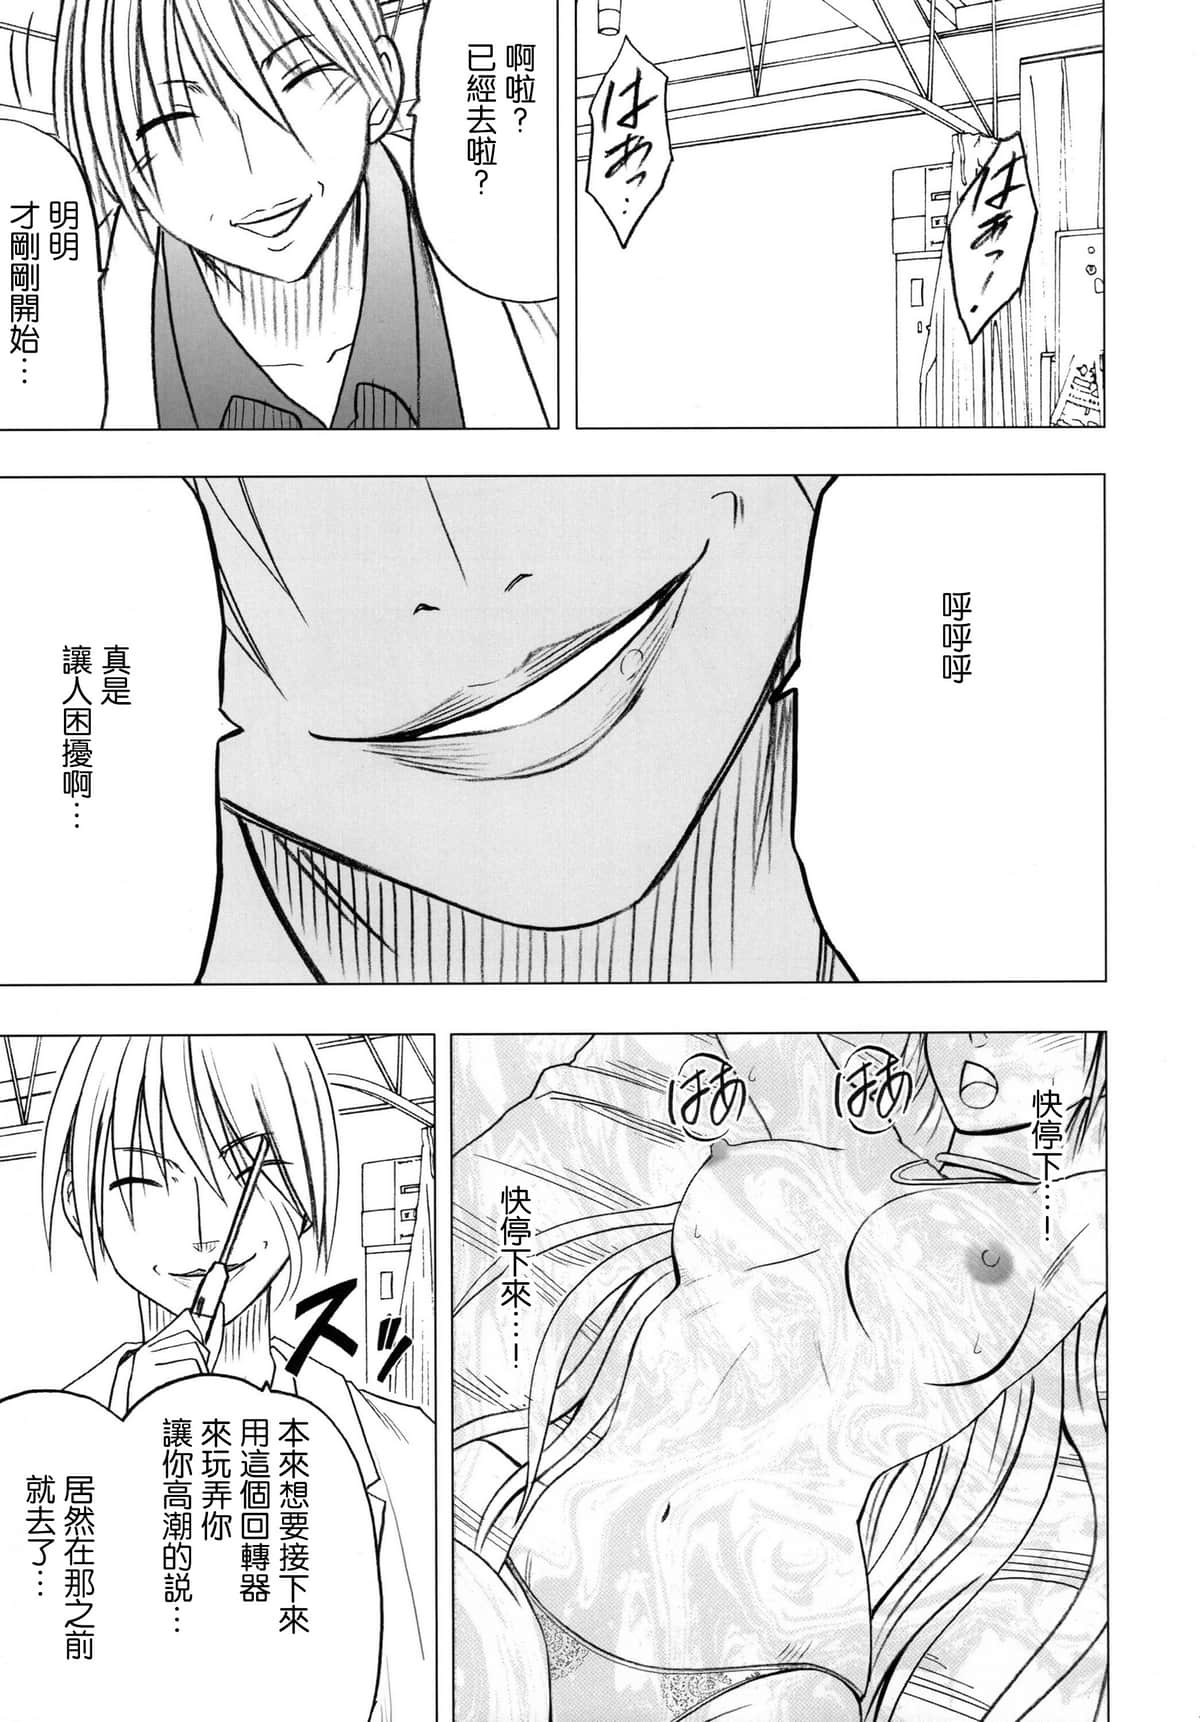 はあっ…
はあっ…
啊啦？
已經去啦？
明明
才剛剛開始…
呼呼呼
真是
讓人困擾啊…
快停下…！
はあ
はあ
快停下來…！
スッ
本來想要接下來
用這個回轉器
來玩弄你
讓你高潮的説…
居然在那之前
就去了…